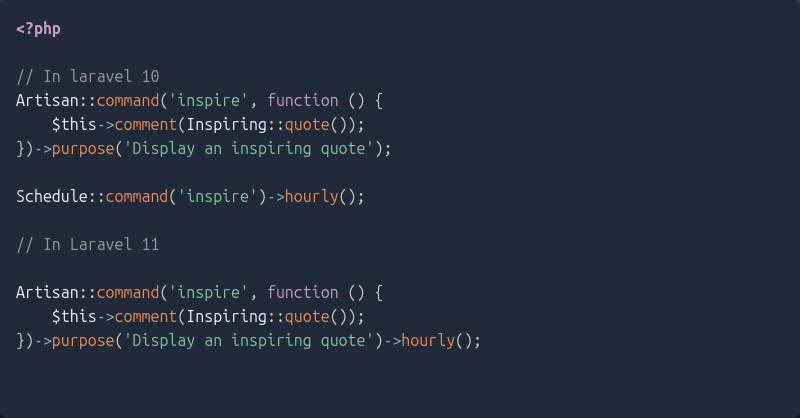 <?php
// In laravel 10
Artisan::command('inspire', function () {
    $this->comment(Inspiring::quote());
})->purpose('Display an inspiring quote');
Schedule::command('inspire')->hourly();
// In Laravel 11
Artisan::command('inspire', function () {
    $this->comment(Inspiring::quote());
})->purpose('Display an inspiring quote')->hourly();